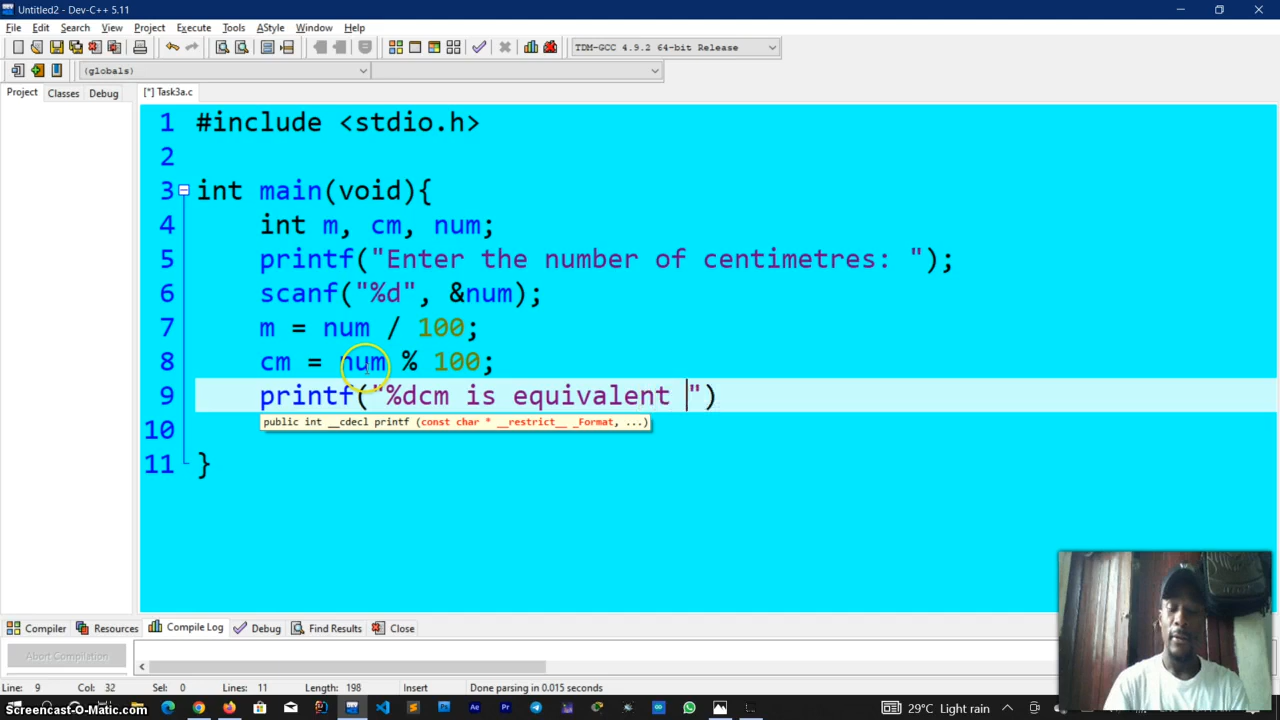 Untitled2 - Dev-C++ 5.11
File Edit Search View Project Execute Tools AStyle Window Help
TDM-GCC 4.9.2 64-bit Release
(globals)
Project Classes Debug [*] Task3a.c
1 #include <stdio.h>
2
3 int main(void){
4 int m, cm, num;
5 printf("Enter the number of centimetres: ");
6 scanf("%d", &num);
7 m = num / 100;
8 cm = num % 100;
9 printf("%dcm is equivalent ")
public int __cdecl printf (const char * __restrict__ _Format, ...)
10
11 }
Compiler Resources Compile Log Debug Find Results Close
Abort Compilation
Line: 9 Col: 32 Sel: 0 Lines: 11 Length: 198 Insert Done parsing in 0.015 seconds
Screencast-O-Matic.com 29°C Light rain